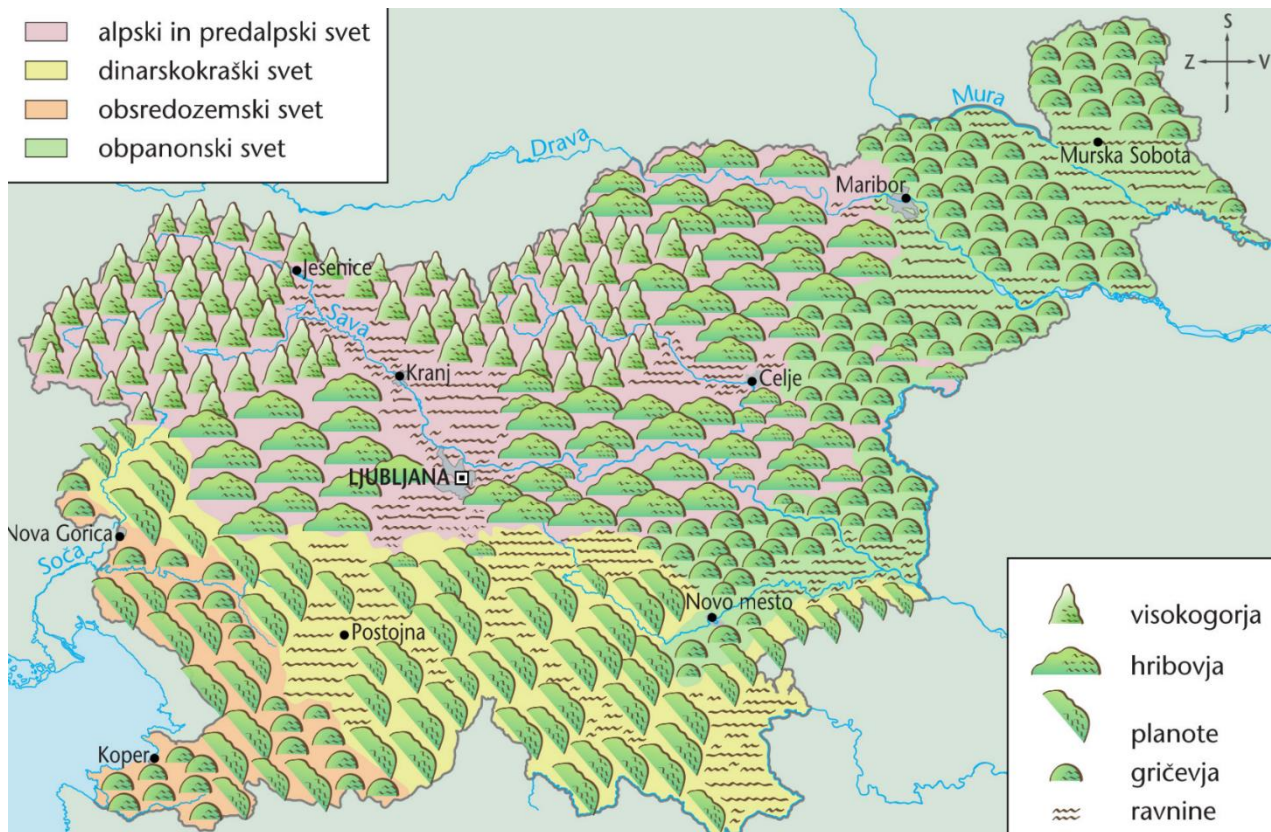 alpski in predalpski svet
dinarskokraški svet
obsredozemski svet
obpanonski svet
S
Z
V
J
Mura
Drava
Murska Sobota
Maribor
Jesenice
Sava
Kranj
Celje
LJUBLJANA
Nova Gorica
Soča
Novo mesto
Postojna
Koper
visokogorja
hribovja
planote
gričevja
ravnine